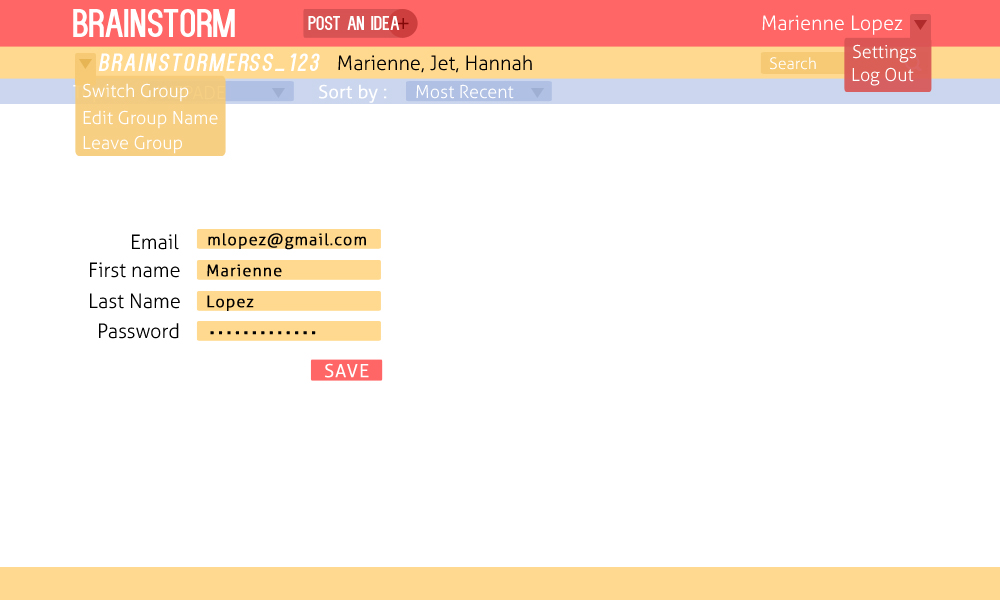 BRAINSTORM
POST AN IDEA+
Marienne Lopez
Settings
Log Out
BRAINSTORMERSS_123
Marienne, Jet, Hannah
Search
Switch Group
Edit Group Name
Leave Group
Sort by :
Most Recent
Email
mlopez@gmail.com
First name
Marienne
Last Name
Lopez
Password
•••••••••••••
SAVE